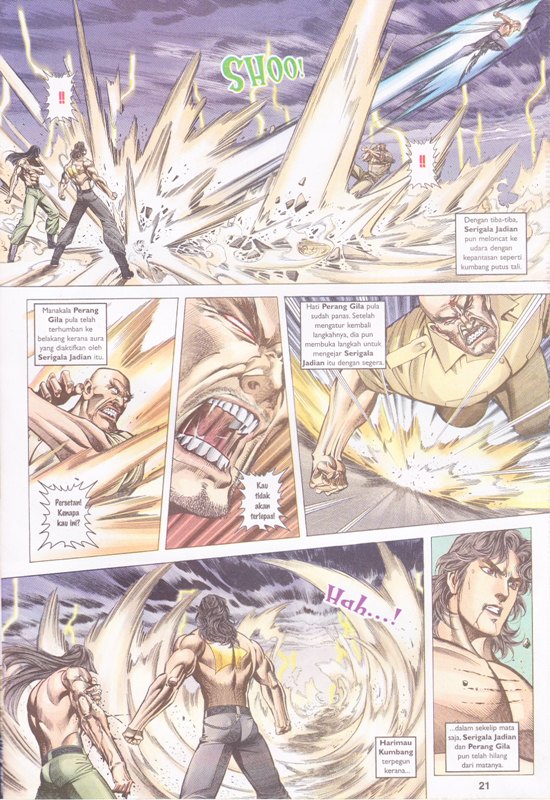 SHOO!
!!
!!
Dengan tiba-tiba,
Serigala Jadian
pun meloncat ke
udara dengan
kepantasan seperti
kumbang putus tali.
Manakala Perang
Gila pula telah
terhumban ke
belakang kerana aura
yang diaktifkan oleh
Serigala Jadian itu.
Persetan!
Kenapa
kau ini?
Kau
tidak
akan
terlepas!
Hati Perang Gila pula
sudah panas. Setelah
mengatur kembali
langkahnya, dia pun
membuka langkah untuk
mengejar Serigala
Jadian itu dengan segera.
Hah...!
Harimau
Kumbang
terpegun
kerana...
...dalam sekelip mata
saja, Serigala Jadian
dan Perang Gila
pun telah hilang
dari matanya.
21